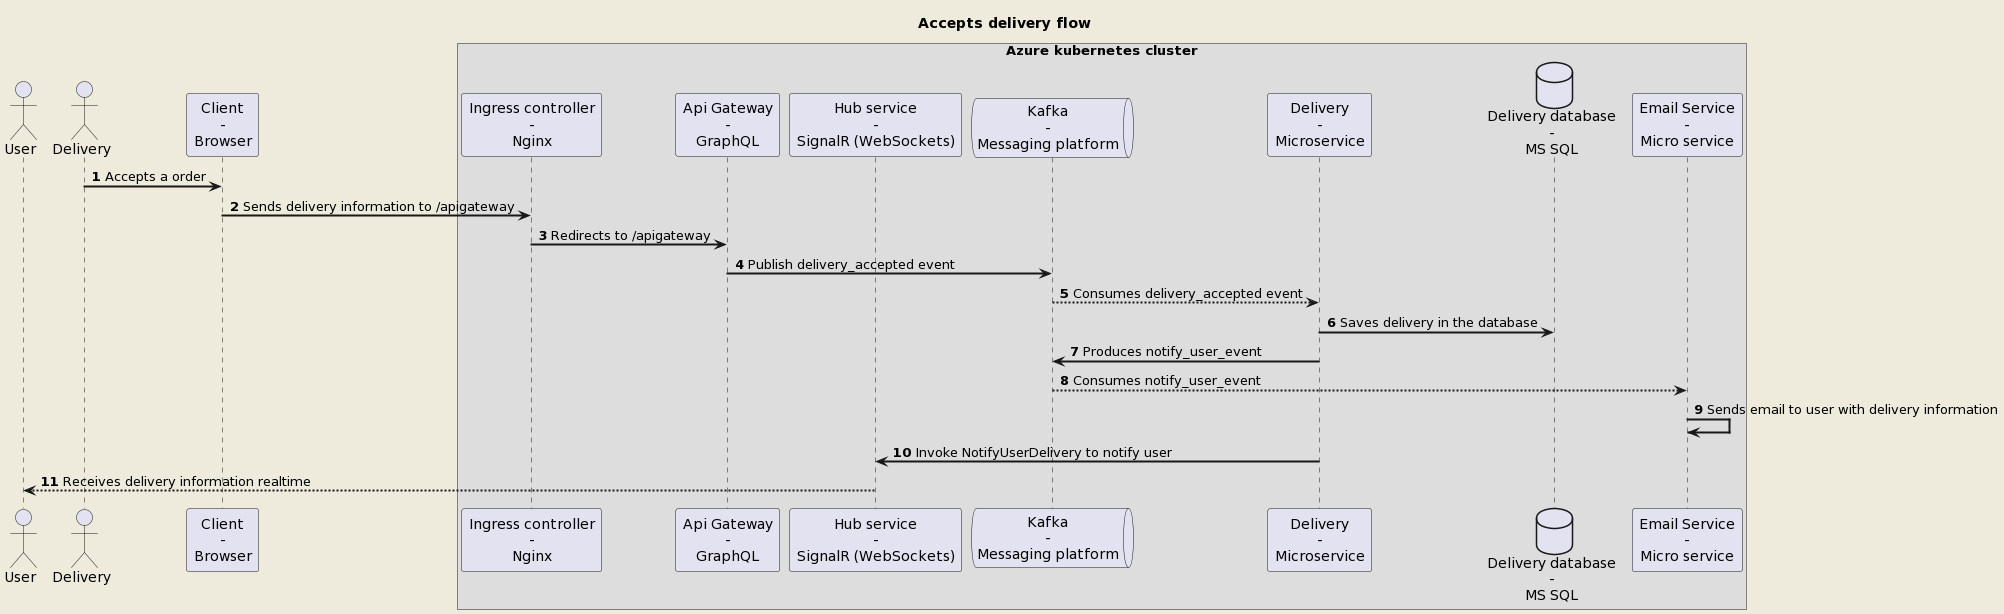 Accepts delivery flow
Azure kubernetes cluster
User
Delivery
Client
-
Browser
Ingress controller
-
Nginx
Api Gateway
-
GraphQL
Hub service
-
SignalR (WebSockets)
Kafka
-
Messaging platform
Delivery
-
Microservice
Delivery database
-
MS SQL
Email Service
-
Micro service
1 Accepts a order
2 Sends delivery information to /apigateway
3 Redirects to /apigateway
4 Publish delivery_accepted event
5 Consumes delivery_accepted event
6 Saves delivery in the database
7 Produces notify_user_event
8 Consumes notify_user_event
9 Sends email to user with delivery information
10 Invoke NotifyUserDelivery to notify user
11 Receives delivery information realtime
User
Delivery
Client
-
Browser
Ingress controller
-
Nginx
Api Gateway
-
GraphQL
Hub service
-
SignalR (WebSockets)
Kafka
-
Messaging platform
Delivery
-
Microservice
Delivery database
-
MS SQL
Email Service
-
Micro service